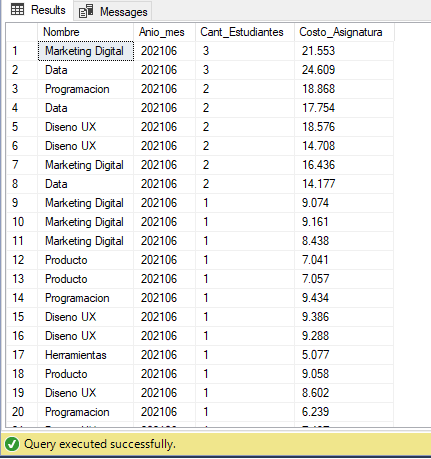 Results Messages
Nombre Anio_mes Cant_Estudiantes Costo_Asignatura
1 Marketing Digital 202106 3 21.553
2 Data 202106 3 24.609
3 Programacion 202106 2 18.868
4 Data 202106 2 17.754
5 Diseno UX 202106 2 18.576
6 Diseno UX 202106 2 14.708
7 Marketing Digital 202106 2 16.436
8 Data 202106 2 14.177
9 Marketing Digital 202106 1 9.074
10 Marketing Digital 202106 1 9.161
11 Marketing Digital 202106 1 8.438
12 Producto 202106 1 7.041
13 Producto 202106 1 7.057
14 Programacion 202106 1 9.434
15 Diseno UX 202106 1 9.386
16 Diseno UX 202106 1 9.288
17 Herramientas 202106 1 5.077
18 Producto 202106 1 9.058
19 Diseno UX 202106 1 8.602
20 Programacion 202106 1 6.239
Query executed successfully.